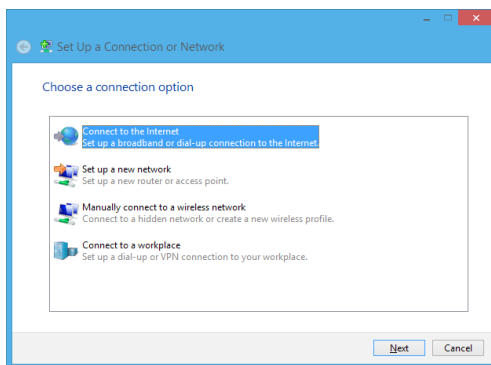 Set Up a Connection or Network
Choose a connection option
Connect to the Internet
Set up a broadband or dial-up connection to the Internet.
Set up a new network
Set up a new router or access point.
Manually connect to a wireless network
Connect to a hidden network or create a new wireless profile.
Connect to a workplace
Set up a dial-up or VPN connection to your workplace.
Next Cancel